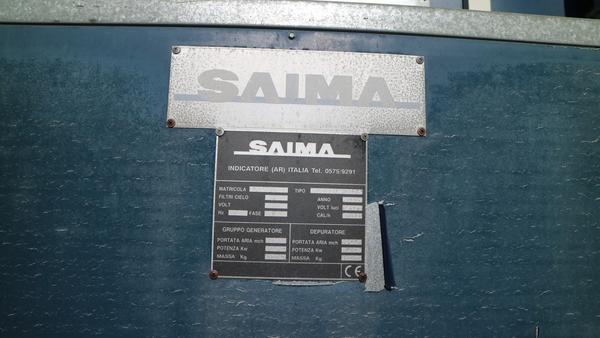 SAIMA
SAIMA
INDICATORE (AR) ITALIA Tel. 0575/9291
MATRICOLA TIPO
FILTRI CIELO ANNO
VOLT VOLT luci
Hz FASE CAL/h
GRUPPO GENERATORE DEPURATORE
PORTATA ARIA mc/h PORTATA ARIA mc/h
POTENZA Kw POTENZA Kw
MASSA Kg MASSA Kg
CE